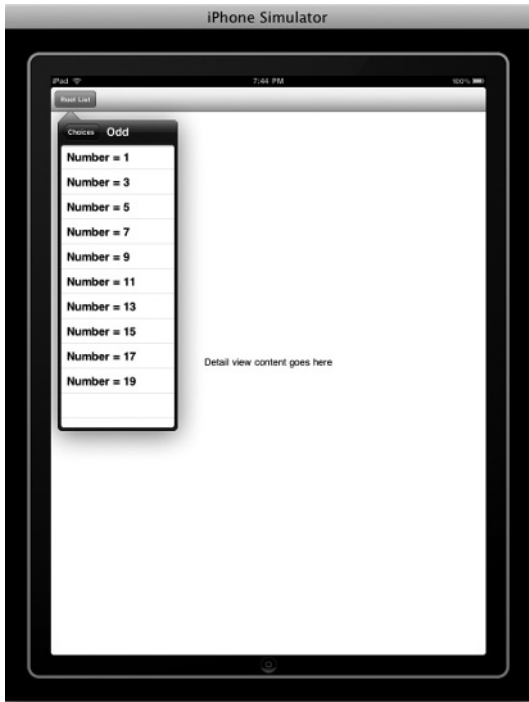 iPhone Simulator
iPad 7:44 PM 100%
Root List
Choices Odd
Number = 1
Number = 3
Number = 5
Number = 7
Number = 9
Number = 11
Number = 13
Number = 15
Number = 17
Number = 19
Detail view content goes here